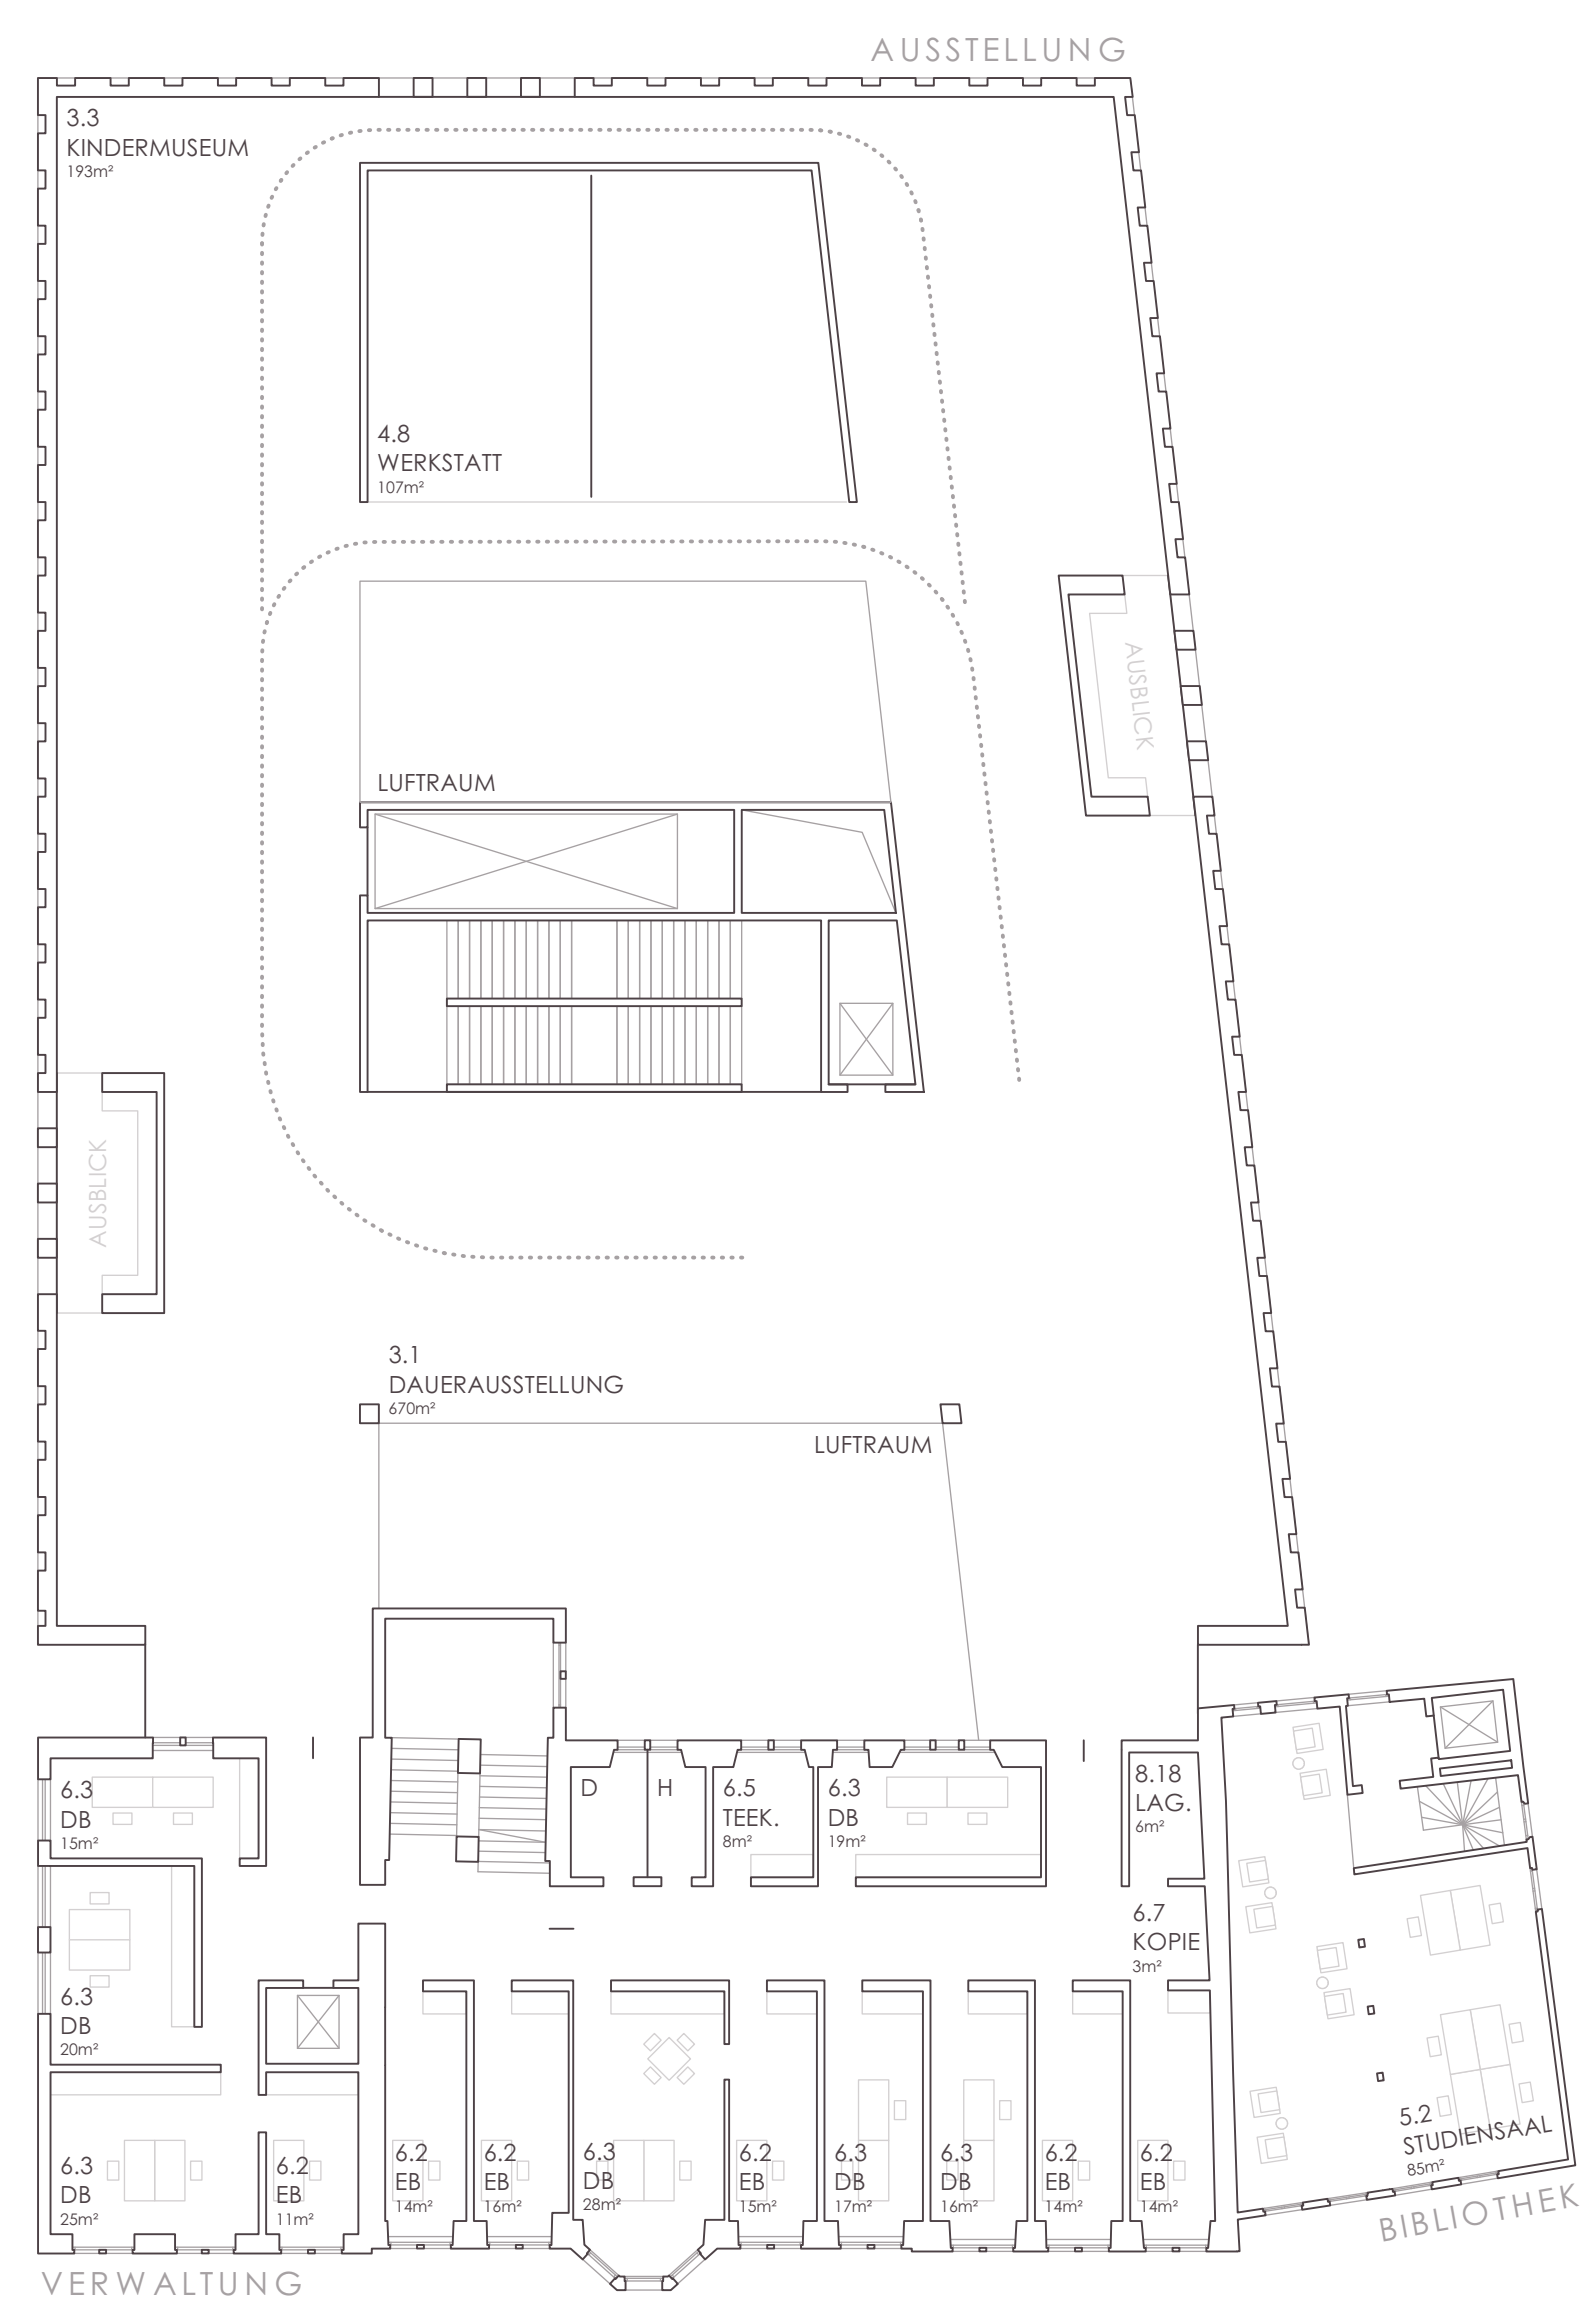 AUSSTELLUNG
3.3
KINDERMUSEUM
193m²
4.8
WERKSTATT
107m²
AUSBLICK
LUFTRAUM
AUSBLICK
3.1
DAUERAUSSTELLUNG
670m²
LUFTRAUM
6.3
DB
15m²
D
H
6.5
TEEK.
8m²
6.3
DB
19m²
8.18
LAG.
6m²
6.7
KOPIE
3m²
6.3
DB
20m²
6.3
DB
25m²
6.2
EB
11m²
6.2
EB
14m²
6.2
EB
16m²
6.3
DB
28m²
6.2
EB
15m²
6.3
DB
17m²
6.3
DB
16m²
6.2
EB
14m²
6.2
EB
14m²
5.2
STUDIENSAAL
85m²
BIBLIOTHEK
VERWALTUNG